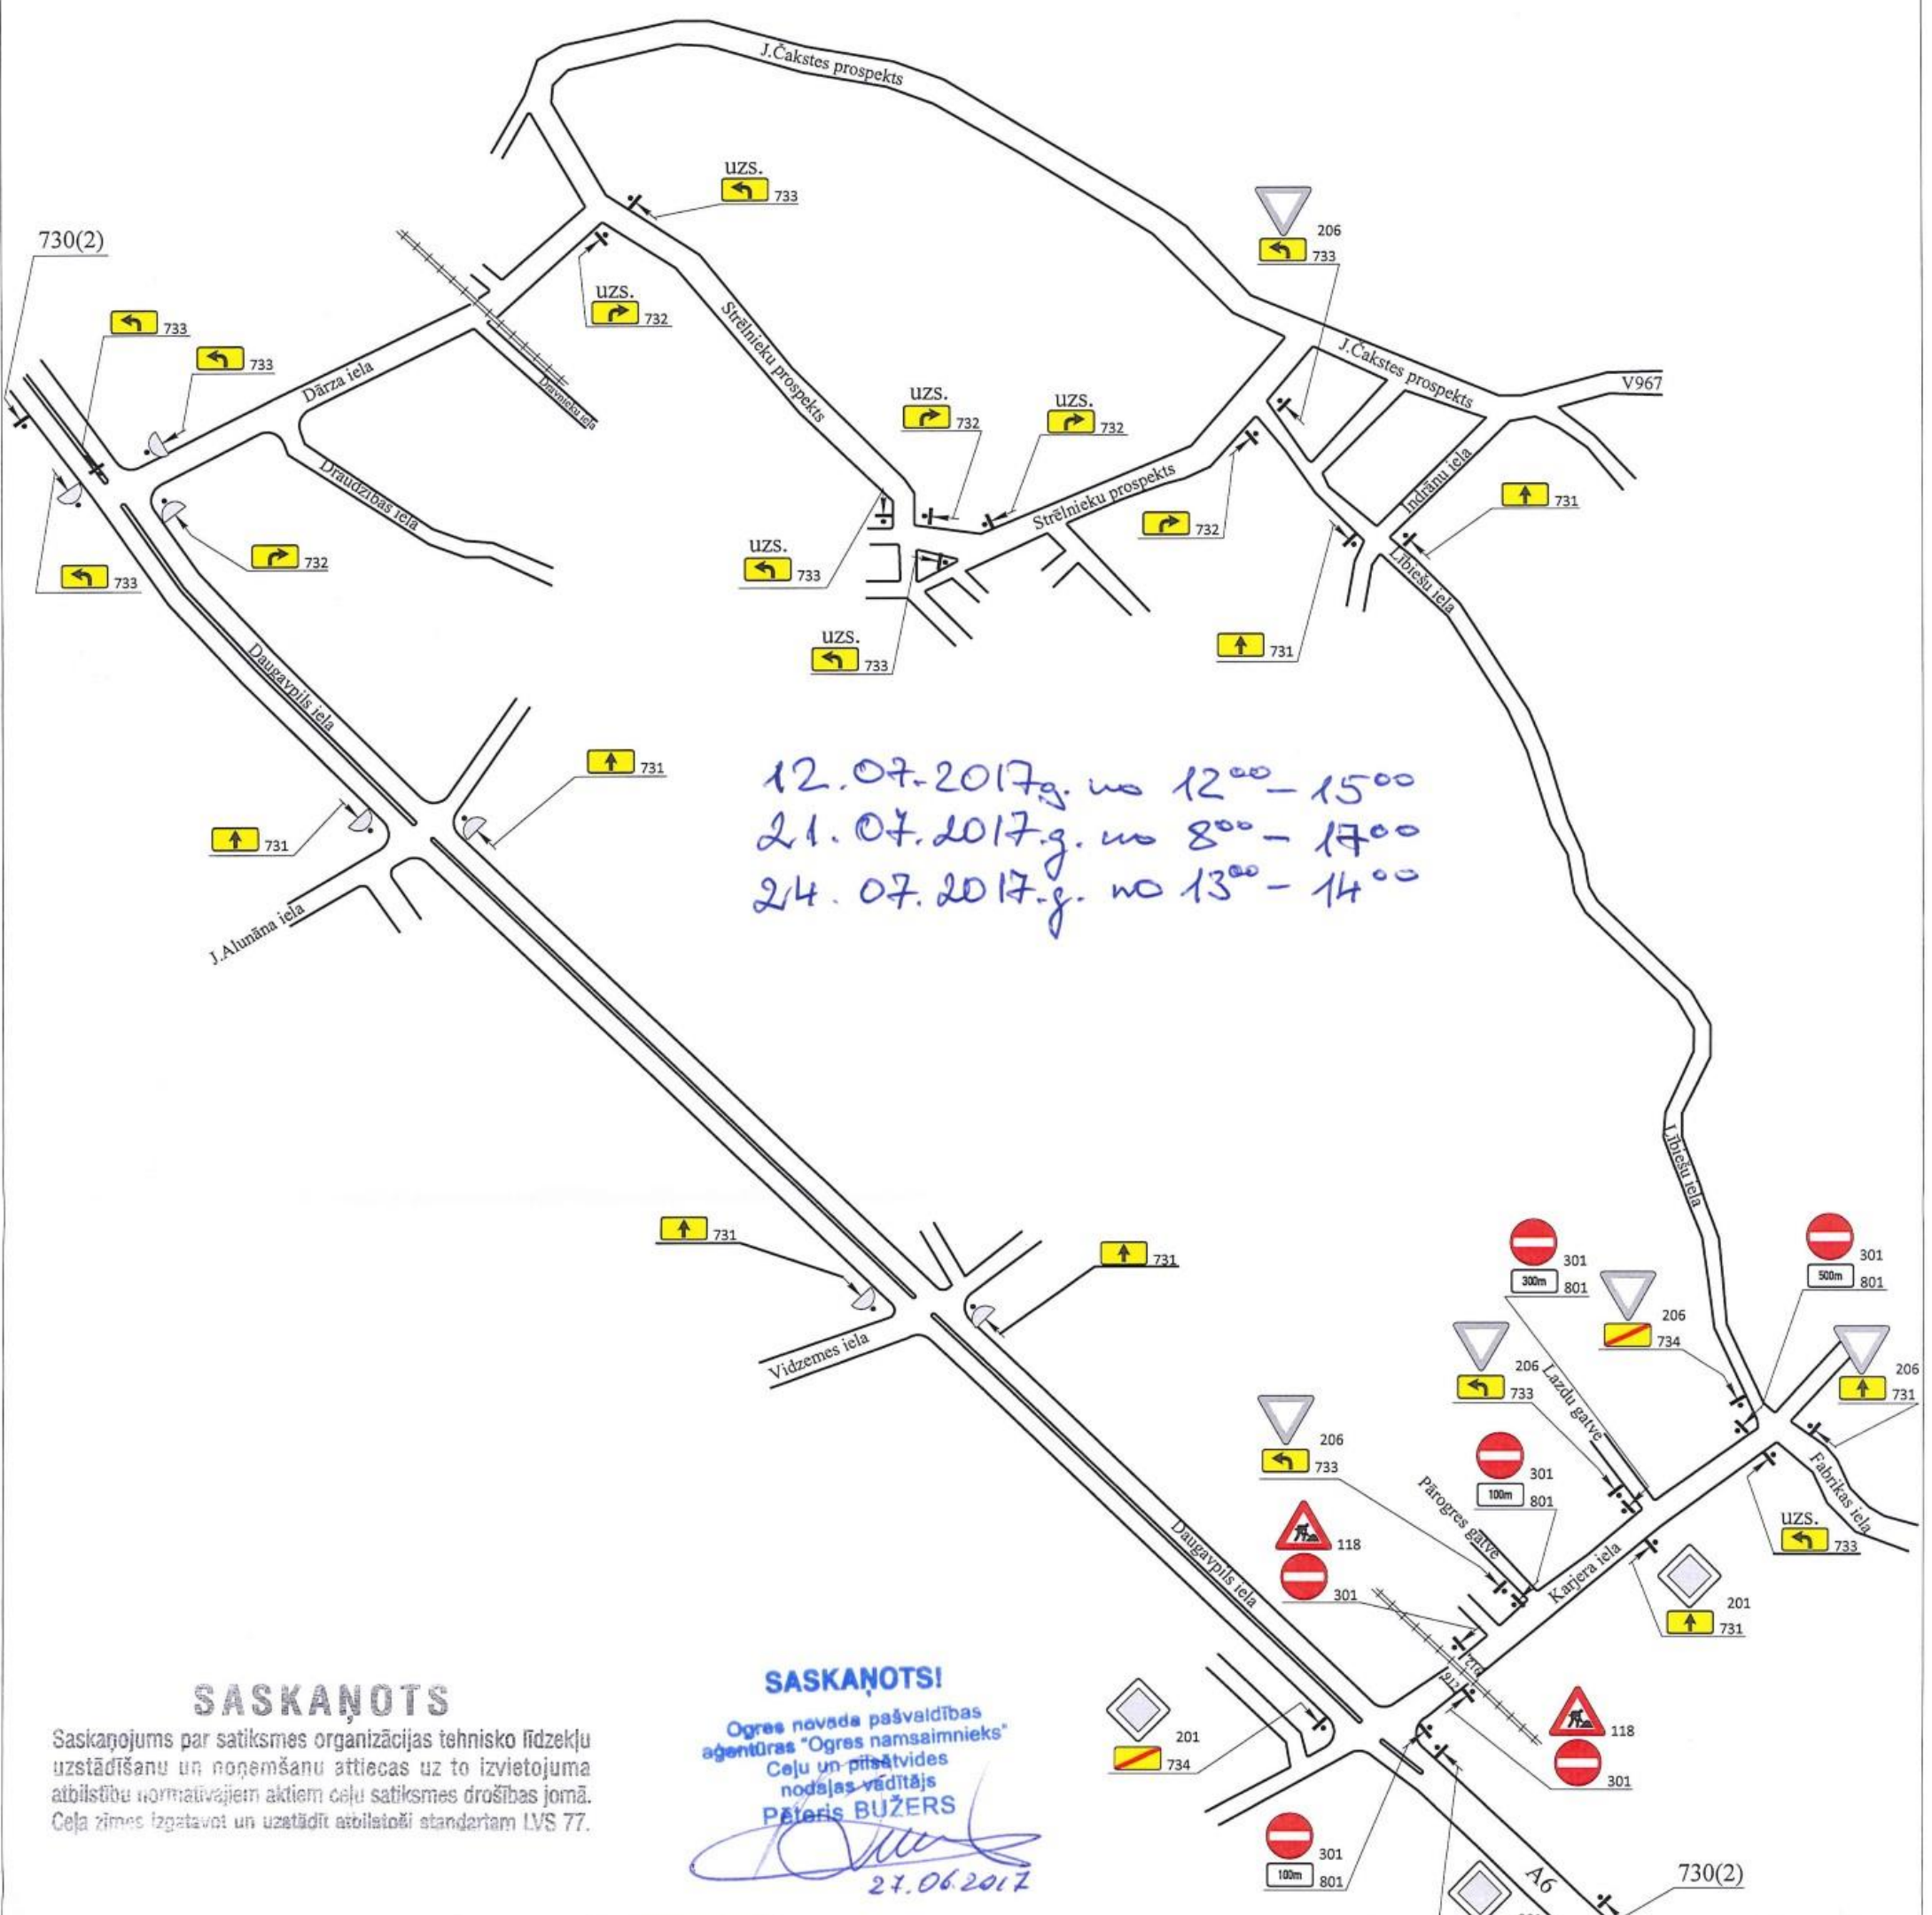 J.Čakstes prospekts
uzs.
733
206
733
730(2)
uzs.
732
733
733
Strēlnieku prospekts
J.Čakstes prospekts
V967
Dārza iela
Dravnieku iela
uzs.
732
uzs.
732
Draudzības iela
Strēlnieku prospekts
Indrānu iela
731
732
732
733
uzs.
733
Lībiešu iela
uzs.
733
731
Daugavpils iela
731
731
12.07.2017g. no 12⁰⁰ – 15⁰⁰
21.07.2017.g. no 8⁰⁰ – 17⁰⁰
24.07.2017.g. no 13⁰⁰ – 14⁰⁰
J.Alunāna iela
Lībiešu iela
731
731
301
300m 801
301
500m 801
206
734
206
731
Vidzemes iela
206
733
Lazdu gatve
206
733
301
100m 801
Pārogres gatve
Fabrikas iela
uzs.
733
118
301
Daugavpils iela
Karjera iela
201
731
SASKAŅOTS
Saskaņojums par satiksmes organizācijas tehnisko līdzekļu
uzstādīšanu un noņemšanu attiecas uz to izvietojuma
atbilstību normatīvajiem aktiem ceļu satiksmes drošības jomā.
Ceļa zīmes izgatavot un uzstādīt atbilstoši standartam LVS 77.
SASKAŅOTS!
Ogres novada pašvaldības
aģentūras "Ogres namsaimnieks"
Ceļu un pilsētvides
nodaļas vadītājs
Pēteris BUŽERS
27.06.2017
201
734
118
301
301
100m 801
A6
730(2)